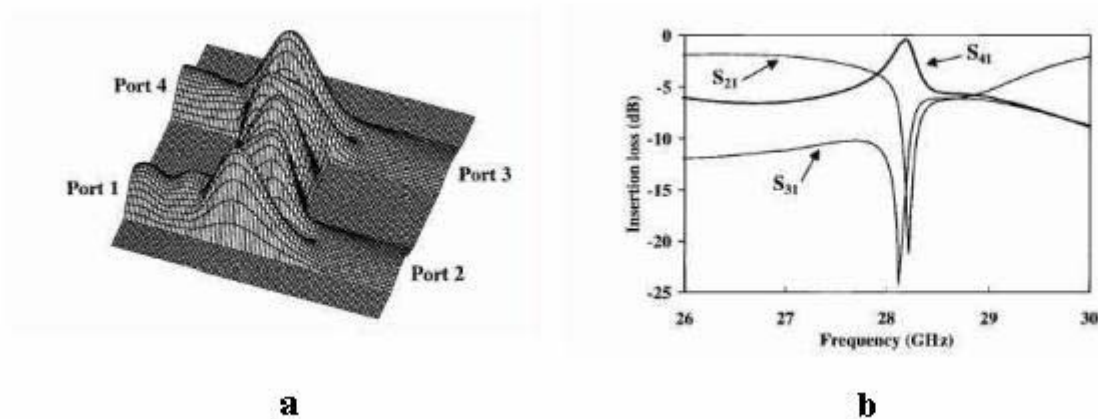 Port 4
Port 1
Port 3
Port 2
a
0
-5
-10
-15
-20
-25
Insertion loss (dB)
S21
S41
S31
26 27 28 29 30
Frequency (GHz)
b